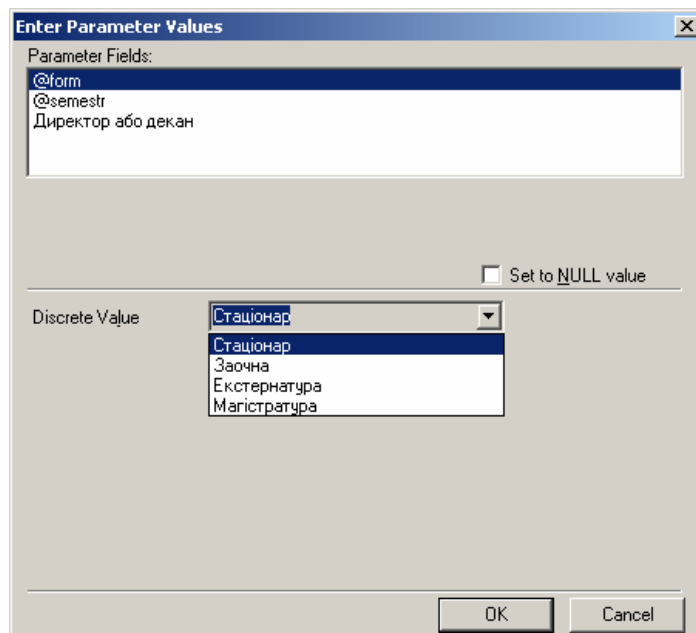 Enter Parameter Values
Parameter Fields:
@form
@semestr
Директор або декан
Set to NULL value
Discrete Value
Стаціонар
Стаціонар
Заочна
Екстернатура
Магістратура
OK
Cancel